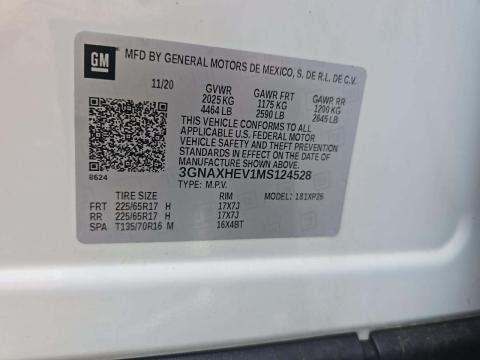 GM
MFD BY GENERAL MOTORS DE MEXICO, S. DE R.L. DE C.V.
11/20 GVWR GAWR FRT GAWR RR
2025 KG 1175 KG 1200 KG
4464 LB 2590 LB 2645 LB
THIS VEHICLE CONFORMS TO ALL
APPLICABLE U.S. FEDERAL MOTOR
VEHICLE SAFETY AND THEFT PREVENTION
STANDARDS IN EFFECT ON THE DATE OF
MANUFACTURE SHOWN ABOVE.
8624 3GNAXHEV1MS124528
TYPE: M.P.V.
TIRE SIZE RIM MODEL: 1S1XP26
FRT 225/65R17 H 17X7J
RR 225/65R17 H 17X7J
SPA T135/70R16 M 16X4BT